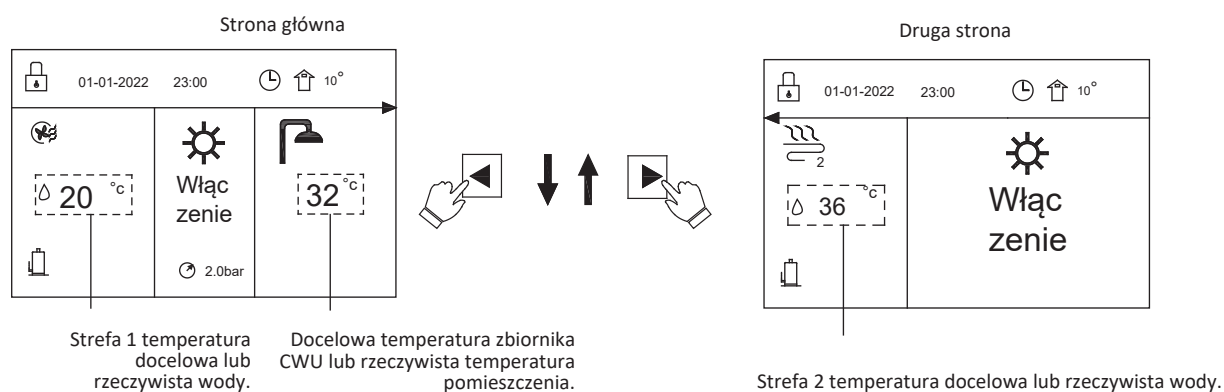 Strona główna
01-01-2022 23:00 10°
20 °c
Włąc
zenie
2.0bar
32 °c
Strefa 1 temperatura
docelowa lub
rzeczywista wody.
Docelowa temperatura zbiornika
CWU lub rzeczywista temperatura
pomieszczenia.
Druga strona
01-01-2022 23:00 10°
2
36 °c
Włąc
zenie
Strefa 2 temperatura docelowa lub rzeczywista wody.